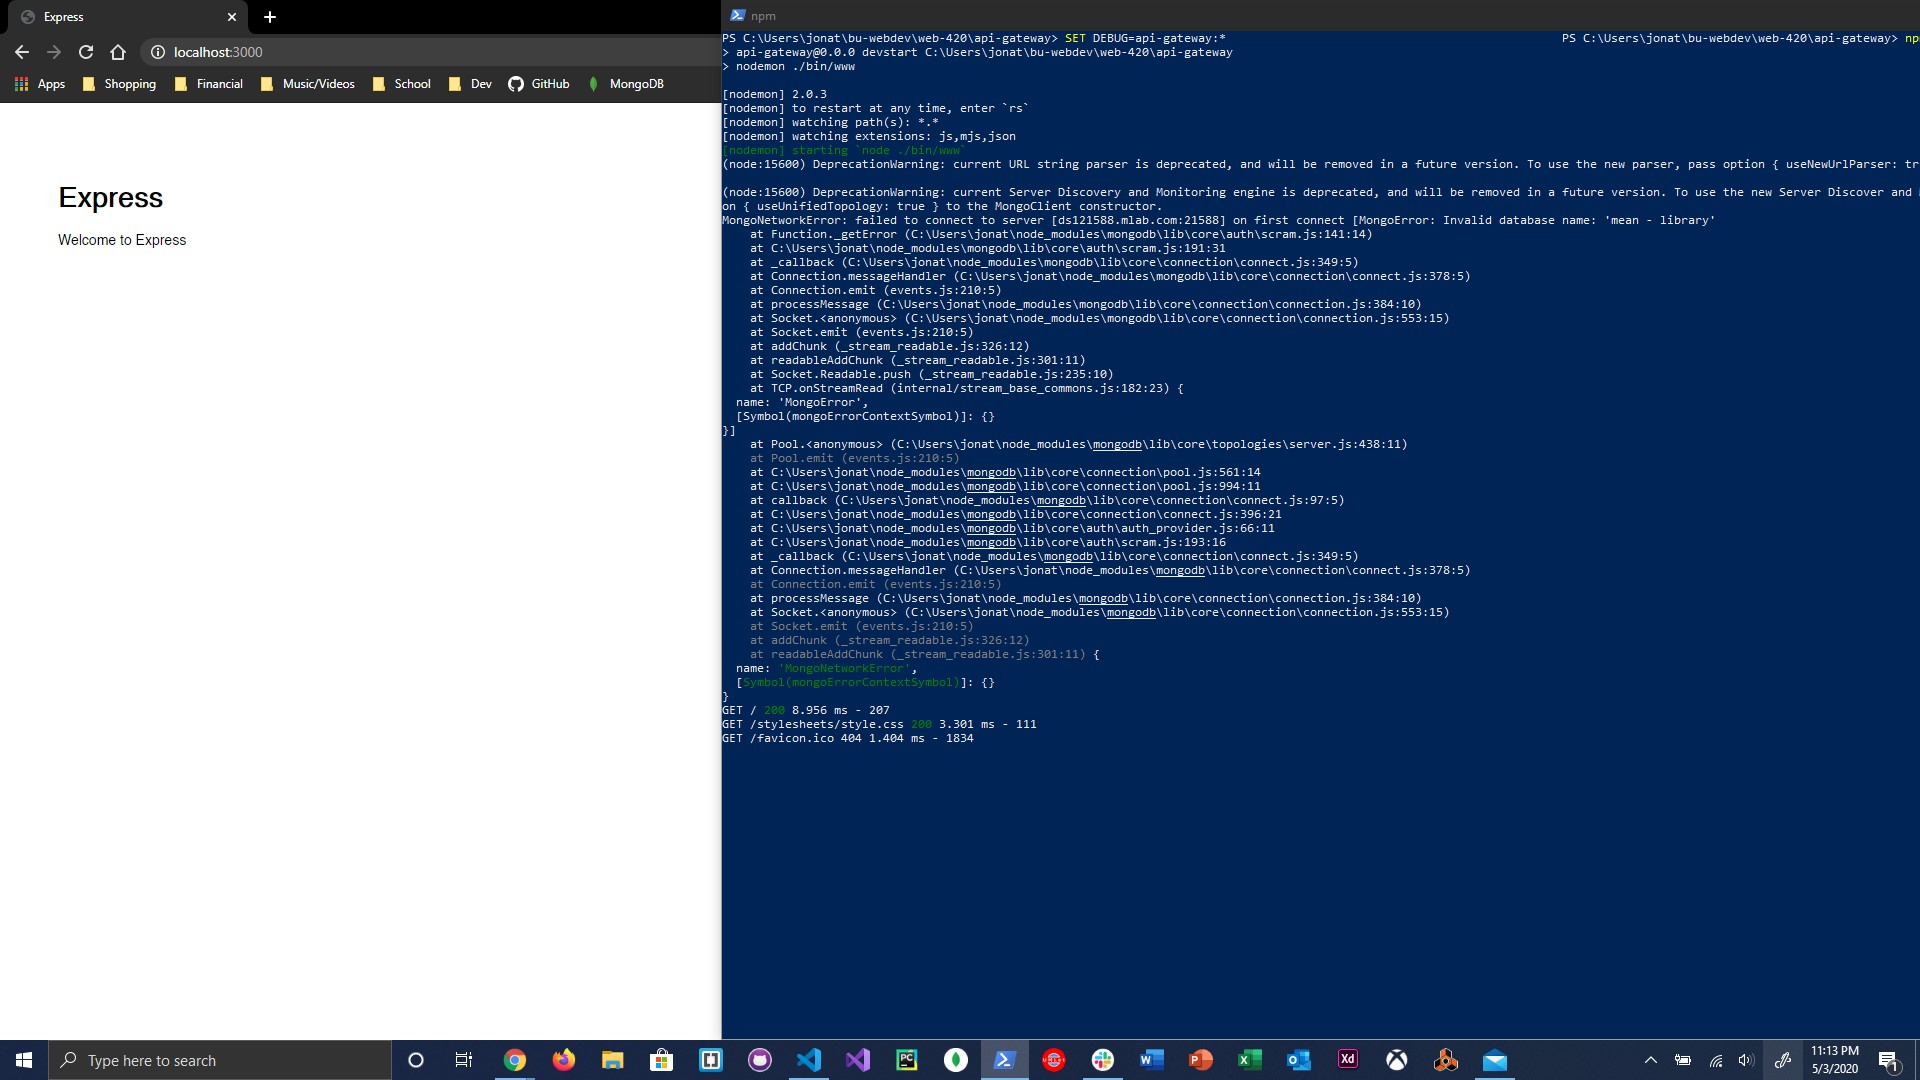 Express
localhost:3000
Apps Shopping Financial Music/Videos School Dev GitHub MongoDB
Express
Welcome to Express
npm
PS C:\Users\jonat\bu-webdev\web-420\api-gateway> SET DEBUG=api-gateway:* PS C:\Users\jonat\bu-webdev\web-420\api-gateway>
> api-gateway@0.0.0 devstart C:\Users\jonat\bu-webdev\web-420\api-gateway
> nodemon ./bin/www
[nodemon] 2.0.3
[nodemon] to restart at any time, enter `rs`
[nodemon] watching path(s): *.*
[nodemon] watching extensions: js,mjs,json
[nodemon] starting `node ./bin/www`
(node:15600) DeprecationWarning: current URL string parser is deprecated, and will be removed in a future version. To use the new parser, pass option { useNewUrlParser: tr
(node:15600) DeprecationWarning: current Server Discovery and Monitoring engine is deprecated, and will be removed in a future version. To use the new Server Discover and
on { useUnifiedTopology: true } to the MongoClient constructor.
MongoNetworkError: failed to connect to server [ds121588.mlab.com:21588] on first connect [MongoError: Invalid database name: 'mean - library'
at Function._getError (C:\Users\jonat\node_modules\mongodb\lib\core\auth\scram.js:141:14)
at C:\Users\jonat\node_modules\mongodb\lib\core\auth\scram.js:191:31
at _callback (C:\Users\jonat\node_modules\mongodb\lib\core\connection\connect.js:349:5)
at Connection.messageHandler (C:\Users\jonat\node_modules\mongodb\lib\core\connection\connect.js:378:5)
at Connection.emit (events.js:210:5)
at processMessage (C:\Users\jonat\node_modules\mongodb\lib\core\connection\connection.js:384:10)
at Socket.<anonymous> (C:\Users\jonat\node_modules\mongodb\lib\core\connection\connection.js:553:15)
at Socket.emit (events.js:210:5)
at addChunk (_stream_readable.js:326:12)
at readableAddChunk (_stream_readable.js:301:11)
at Socket.Readable.push (_stream_readable.js:235:10)
at TCP.onStreamRead (internal/stream_base_commons.js:182:23) {
name: 'MongoError',
[Symbol(mongoErrorContextSymbol)]: {}
}]
at Pool.<anonymous> (C:\Users\jonat\node_modules\mongodb\lib\core\topologies\server.js:438:11)
at Pool.emit (events.js:210:5)
at C:\Users\jonat\node_modules\mongodb\lib\core\connection\pool.js:561:14
at C:\Users\jonat\node_modules\mongodb\lib\core\connection\pool.js:994:11
at callback (C:\Users\jonat\node_modules\mongodb\lib\core\connection\connect.js:97:5)
at C:\Users\jonat\node_modules\mongodb\lib\core\connection\connect.js:396:21
at C:\Users\jonat\node_modules\mongodb\lib\core\auth\auth_provider.js:66:11
at C:\Users\jonat\node_modules\mongodb\lib\core\auth\scram.js:193:16
at _callback (C:\Users\jonat\node_modules\mongodb\lib\core\connection\connect.js:349:5)
at Connection.messageHandler (C:\Users\jonat\node_modules\mongodb\lib\core\connection\connect.js:378:5)
at Connection.emit (events.js:210:5)
at processMessage (C:\Users\jonat\node_modules\mongodb\lib\core\connection\connection.js:384:10)
at Socket.<anonymous> (C:\Users\jonat\node_modules\mongodb\lib\core\connection\connection.js:553:15)
at Socket.emit (events.js:210:5)
at addChunk (_stream_readable.js:326:12)
at readableAddChunk (_stream_readable.js:301:11) {
name: 'MongoNetworkError',
[Symbol(mongoErrorContextSymbol)]: {}
}
GET / 200 8.956 ms - 207
GET /stylesheets/style.css 200 3.301 ms - 111
GET /favicon.ico 404 1.404 ms - 1834
Type here to search
PC
W
P
X
O
Xd
11:13 PM
5/3/2020
1